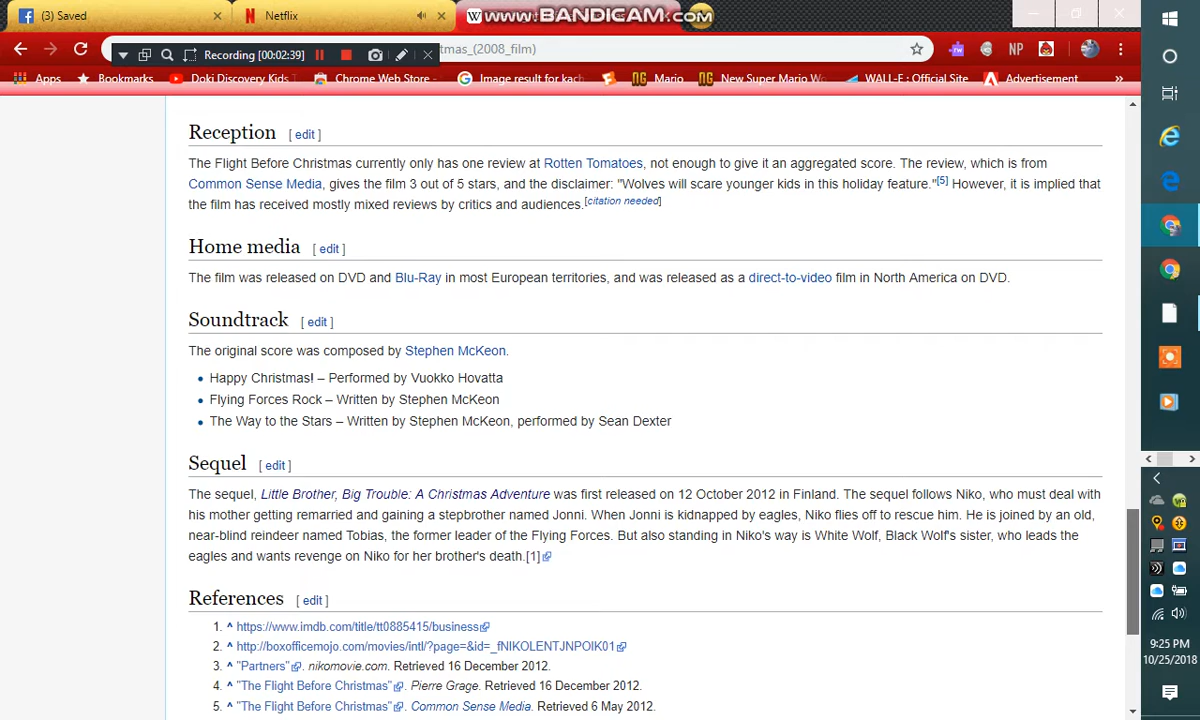 (3) Saved
Netflix
www.BANDICAM.com
Recording [00:02:39]
tmas_(2008_film)
NP
Apps
Bookmarks
Doki Discovery Kids
Chrome Web Store -
Image result for kach
Mario
New Super Mario Wo
WALL-E : Official Site
Advertisement
»
Reception [ edit ]
The Flight Before Christmas currently only has one review at Rotten Tomatoes, not enough to give it an aggregated score. The review, which is from
Common Sense Media, gives the film 3 out of 5 stars, and the disclaimer: "Wolves will scare younger kids in this holiday feature."[5] However, it is implied that
the film has received mostly mixed reviews by critics and audiences.[citation needed]
Home media [ edit ]
The film was released on DVD and Blu-Ray in most European territories, and was released as a direct-to-video film in North America on DVD.
Soundtrack [ edit ]
The original score was composed by Stephen McKeon.
• Happy Christmas! – Performed by Vuokko Hovatta
• Flying Forces Rock – Written by Stephen McKeon
• The Way to the Stars – Written by Stephen McKeon, performed by Sean Dexter
Sequel [ edit ]
The sequel, Little Brother, Big Trouble: A Christmas Adventure was first released on 12 October 2012 in Finland. The sequel follows Niko, who must deal with
his mother getting remarried and gaining a stepbrother named Jonni. When Jonni is kidnapped by eagles, Niko flies off to rescue him. He is joined by an old,
near-blind reindeer named Tobias, the former leader of the Flying Forces. But also standing in Niko's way is White Wolf, Black Wolf's sister, who leads the
eagles and wants revenge on Niko for her brother's death.[1]
References [ edit ]
1. ^ https://www.imdb.com/title/tt0885415/business
2. ^ http://boxofficemojo.com/movies/intl/?page=&id=_fNIKOLENTJNPOIK01
3. ^ "Partners". nikomovie.com. Retrieved 16 December 2012.
4. ^ "The Flight Before Christmas". Pierre Grage. Retrieved 16 December 2012.
5. ^ "The Flight Before Christmas". Common Sense Media. Retrieved 6 May 2012.
9:25 PM
10/25/2018